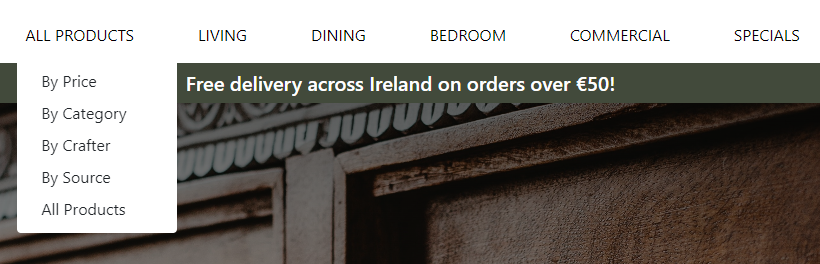 ALL PRODUCTS LIVING DINING BEDROOM COMMERCIAL SPECIALS
Free delivery across Ireland on orders over €50!
By Price
By Category
By Crafter
By Source
All Products